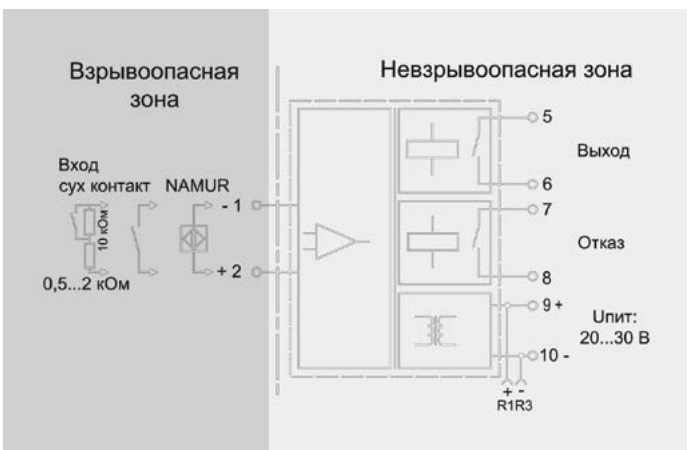 Взрывоопасная
зона
Невзрывоопасная зона
Вход
сух контакт
NAMUR
10 кОм
0,5...2 кОм
- 1
+ 2
5
Выход
6
7
Отказ
8
9 +
Uпит:
20...30 В
10 -
+ -
R1R3